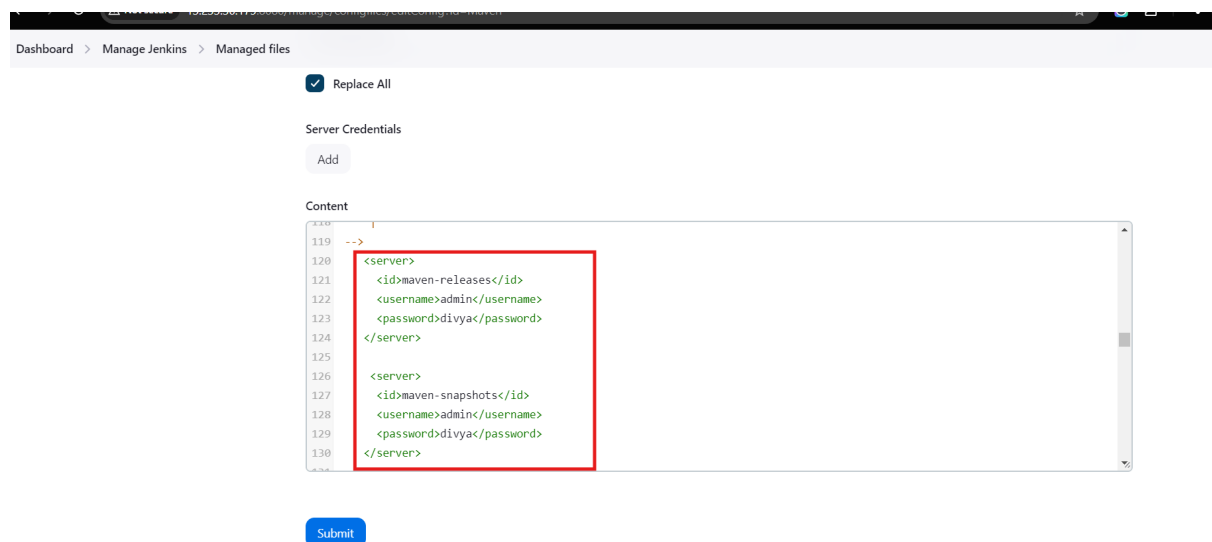 Dashboard > Manage Jenkins > Managed files
Replace All
Server Credentials
Add
Content
119 -->
120 <server>
121 <id>maven-releases</id>
122 <username>admin</username>
123 <password>divya</password>
124 </server>
125
126 <server>
127 <id>maven-snapshots</id>
128 <username>admin</username>
129 <password>divya</password>
130 </server>
Submit